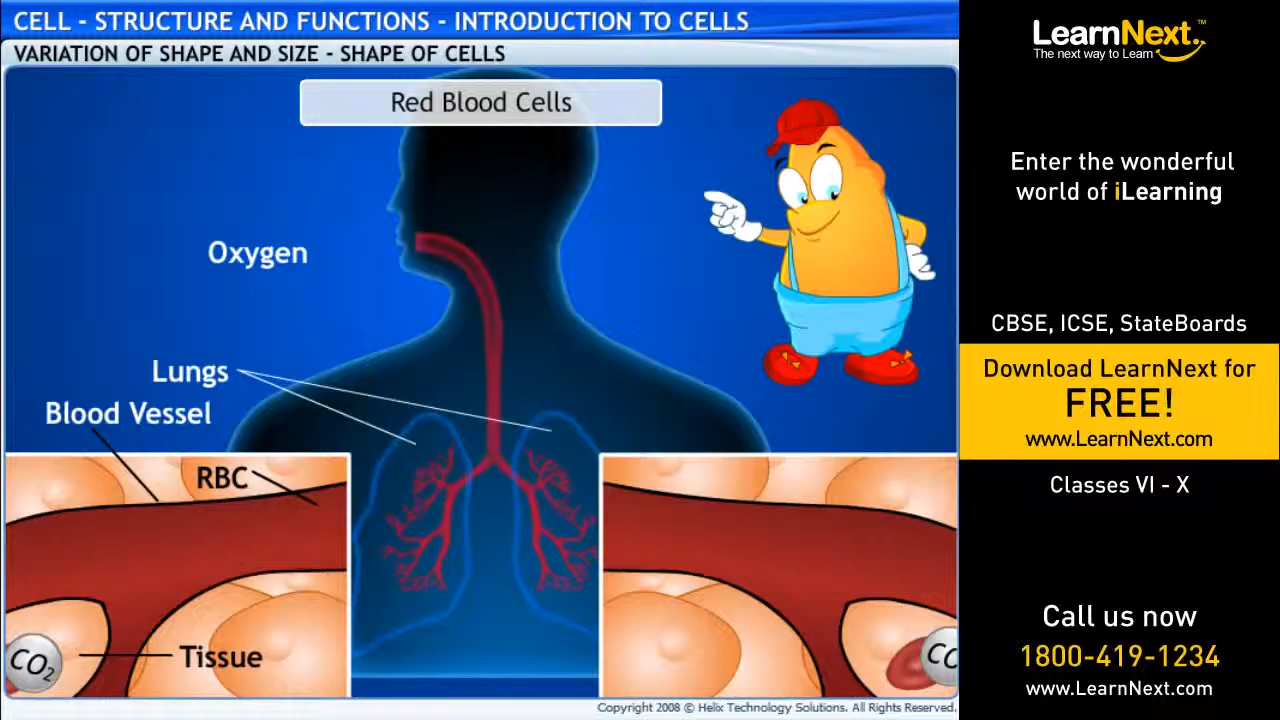 CELL - STRUCTURE AND FUNCTIONS - INTRODUCTION TO CELLS
VARIATION OF SHAPE AND SIZE - SHAPE OF CELLS
Red Blood Cells
Oxygen
Lungs
Blood Vessel
RBC
CO2
Tissue
CO
Copyright 2008 © Helix Technology Solutions. All Rights Reserved.
LearnNext.™
The next way to Learn
Enter the wonderful
world of iLearning
CBSE, ICSE, StateBoards
Download LearnNext for
FREE!
www.LearnNext.com
Classes VI - X
Call us now
1800-419-1234
www.LearnNext.com